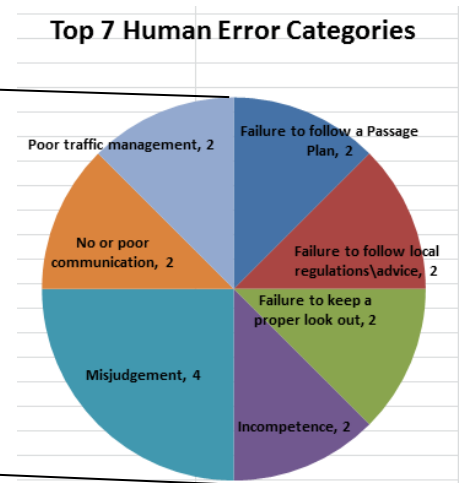 Top 7 Human Error Categories
Failure to follow a Passage
Plan, 2
Poor traffic management, 2
Failure to follow local
regulations\advice, 2
No or poor
communication, 2
Failure to keep a
proper look out, 2
Misjudgement, 4
Incompetence, 2